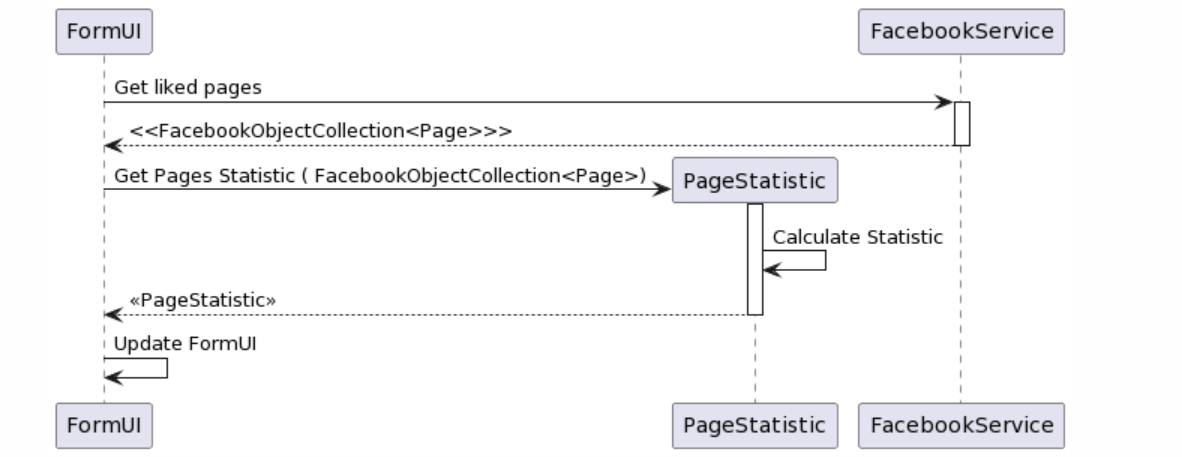 FormUI
FacebookService
Get liked pages
<<FacebookObjectCollection<Page>>>
Get Pages Statistic ( FacebookObjectCollection<Page>)
PageStatistic
Calculate Statistic
«PageStatistic»
Update FormUI
FormUI
PageStatistic
FacebookService